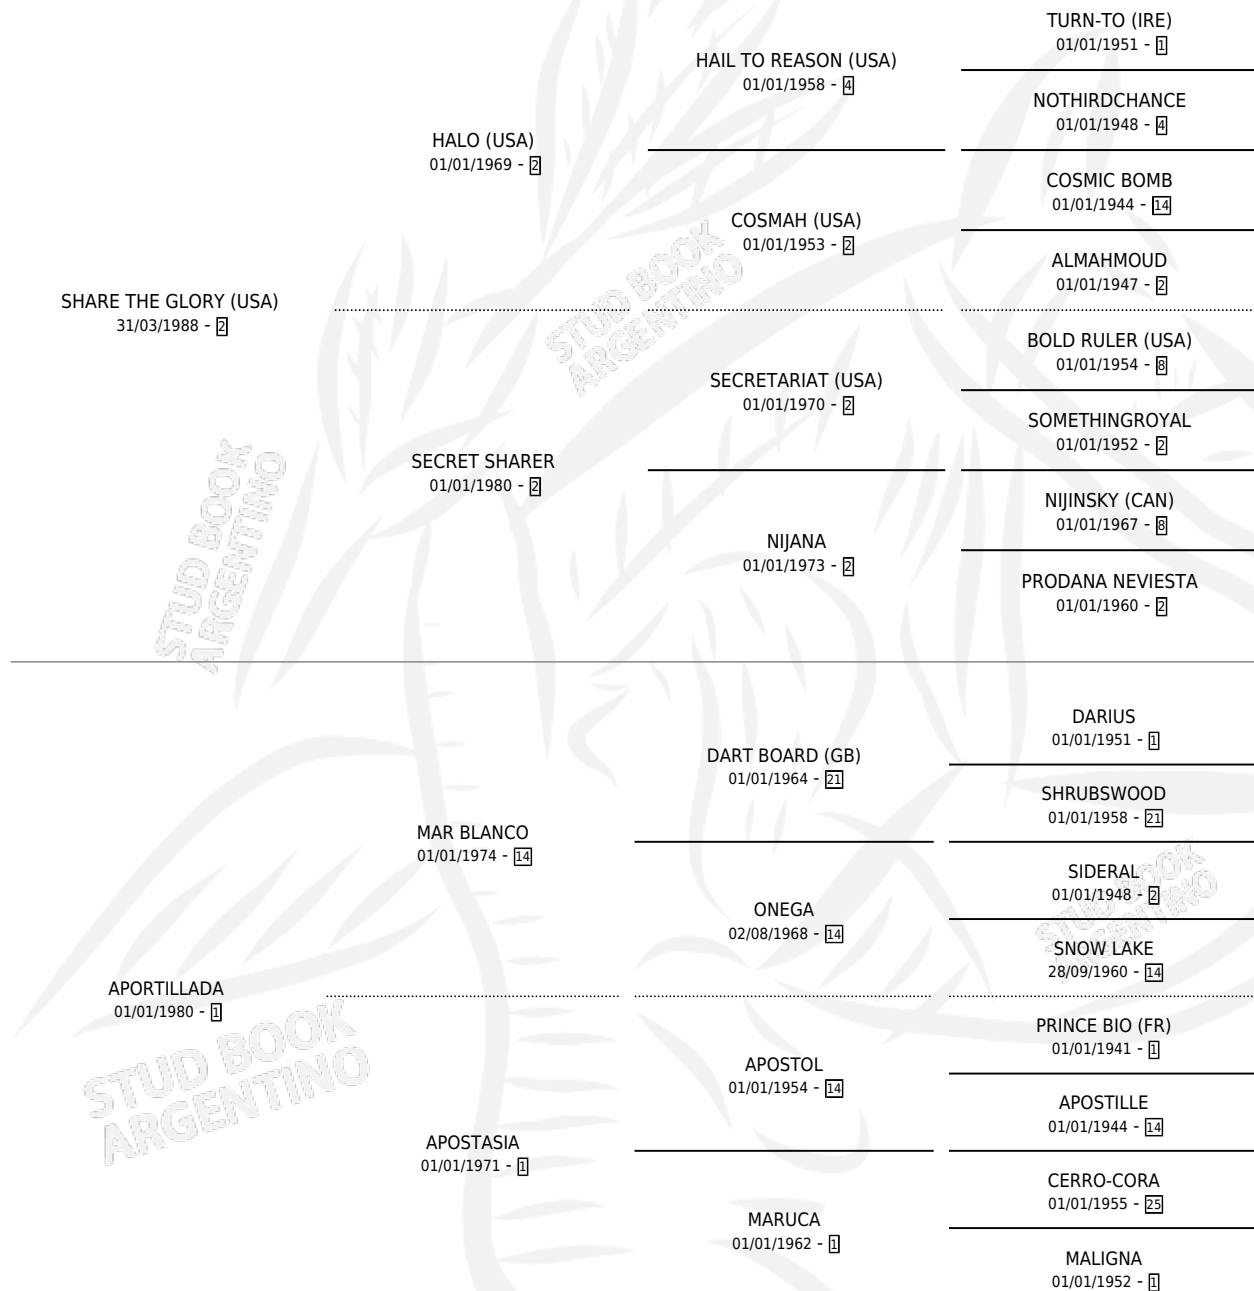 TURN-TO (IRE)
01/01/1951 - 1
HAIL TO REASON (USA)
01/01/1958 - 4
NOTHIRDCHANCE
01/01/1948 - 4
HALO (USA)
01/01/1969 - 2
COSMIC BOMB
01/01/1944 - 14
COSMAH (USA)
01/01/1953 - 2
ALMAHMOUD
01/01/1947 - 2
SHARE THE GLORY (USA)
31/03/1988 - 2
STUD BOOK
ARGENTINO
BOLD RULER (USA)
01/01/1954 - 8
SECRETARIAT (USA)
01/01/1970 - 2
SOMETHINGROYAL
01/01/1952 - 2
SECRET SHARER
01/01/1980 - 2
NIJINSKY (CAN)
01/01/1967 - 8
NIJANA
01/01/1973 - 2
PRODANA NEVIESTA
01/01/1960 - 2
STUD BOOK
ARGENTINO
DARIUS
01/01/1951 - 1
DART BOARD (GB)
01/01/1964 - 21
SHRUBSWOOD
01/01/1958 - 21
MAR BLANCO
01/01/1974 - 14
SIDERAL
01/01/1948 - 2
ONEGA
02/08/1968 - 14
SNOW LAKE
28/09/1960 - 14
STUD BOOK
ARGENTINO
APORTILLADA
01/01/1980 - 1
PRINCE BIO (FR)
01/01/1941 - 1
APOSTOL
01/01/1954 - 14
APOSTILLE
01/01/1944 - 14
STUD BOOK
ARGENTINO
APOSTASIA
01/01/1971 - 1
CERRO-CORA
01/01/1955 - 25
MARUCA
01/01/1962 - 1
MALIGNA
01/01/1952 - 1